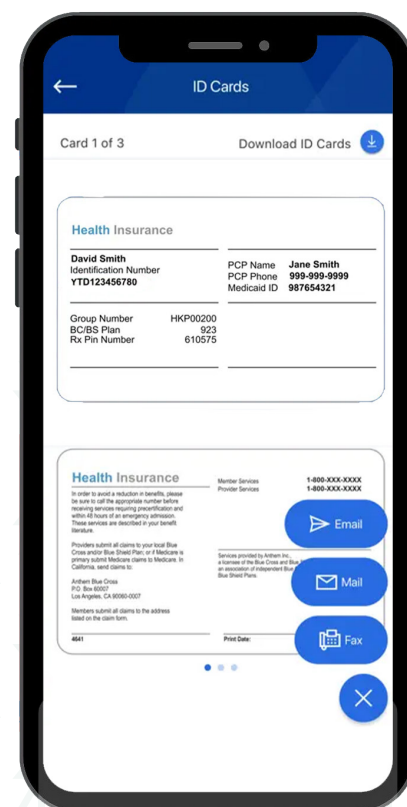 ID Cards
Card 1 of 3
Download ID Cards
Health Insurance
David Smith
Identification Number
YTD123456780
PCP Name Jane Smith
PCP Phone 999-999-9999
Medicaid ID 987654321
Group Number HKP00200
BC/BS Plan 923
Rx Pin Number 610575
Health Insurance
In order to avoid a reduction in benefits, please
be sure to call the appropriate number before
receiving services requiring precertification and
within 48 hours of an emergency admission.
These services are described in your benefit
literature.
Providers submit all claims to your local Blue
Cross and/or Blue Shield Plan; or if Medicare is
primary submit Medicare claims to Medicare. In
California, send claims to:
Anthem Blue Cross
P.O. Box 60007
Los Angeles, CA 90060-0007
Members submit all claims to the address
listed on the claim form.
4641
Member Services 1-800-XXX-XXXX
Provider Services 1-800-XXX-XXXX
Services provided by Anthem Inc.,
a licensee of the Blue Cross and
an association of independent Blue
Blue Shield Plans.
Print Date:
Email
Mail
Fax